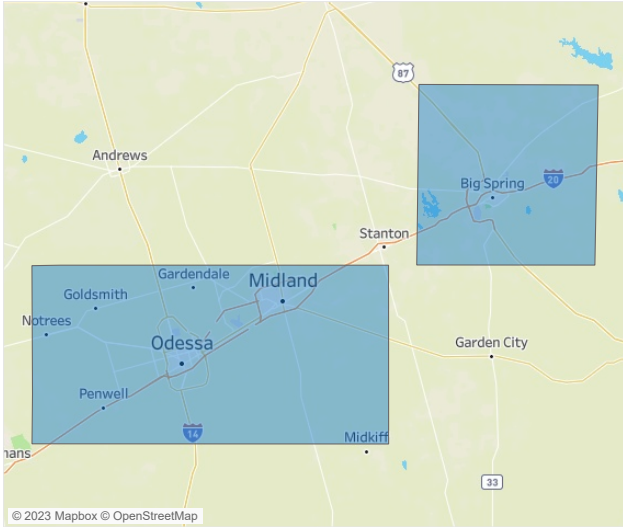 87
Andrews
Big Spring
20
Stanton
Gardendale
Midland
Goldsmith
Notrees
Odessa
Garden City
Penwell
14
Midkiff
nans
33
© 2023 Mapbox © OpenStreetMap